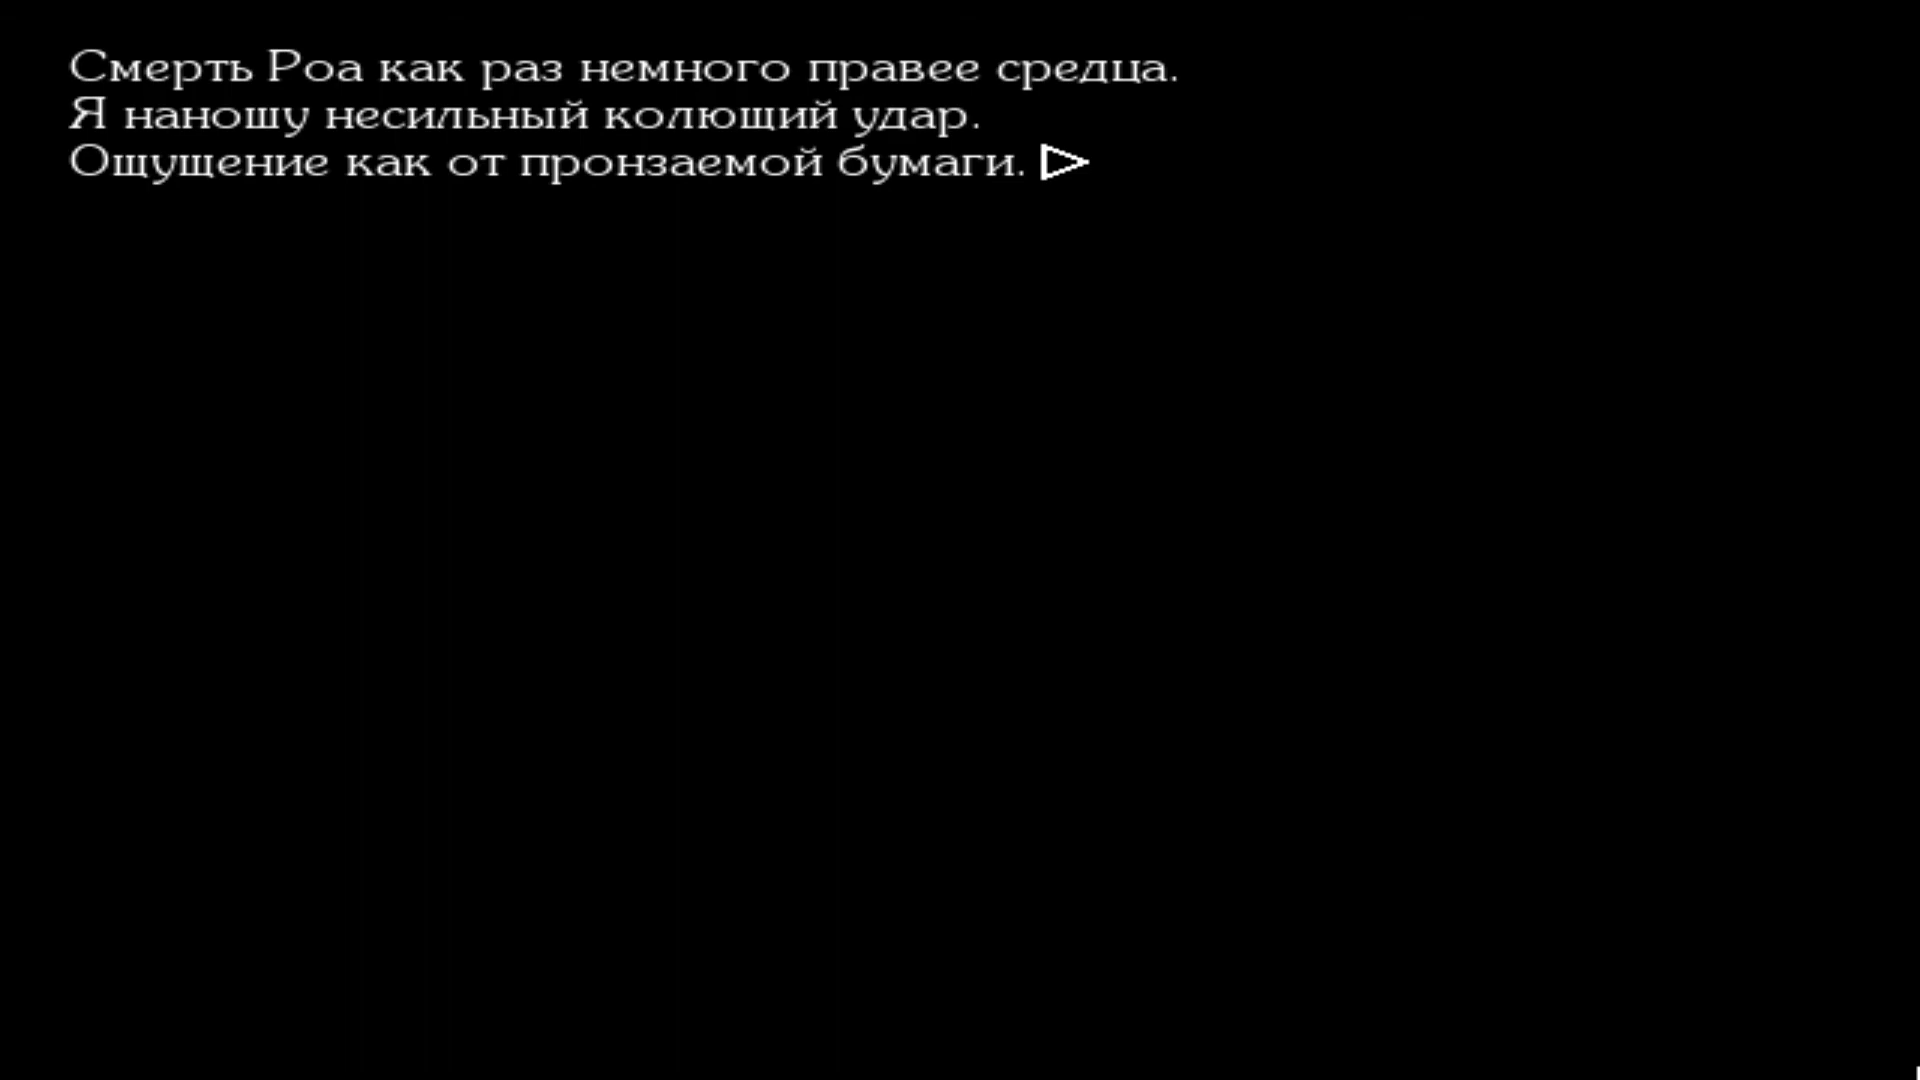 Смерть Роа как раз немного правее средца.
Я наношу несильный колющий удар.
Ощущение как от пронзаемой бумаги.